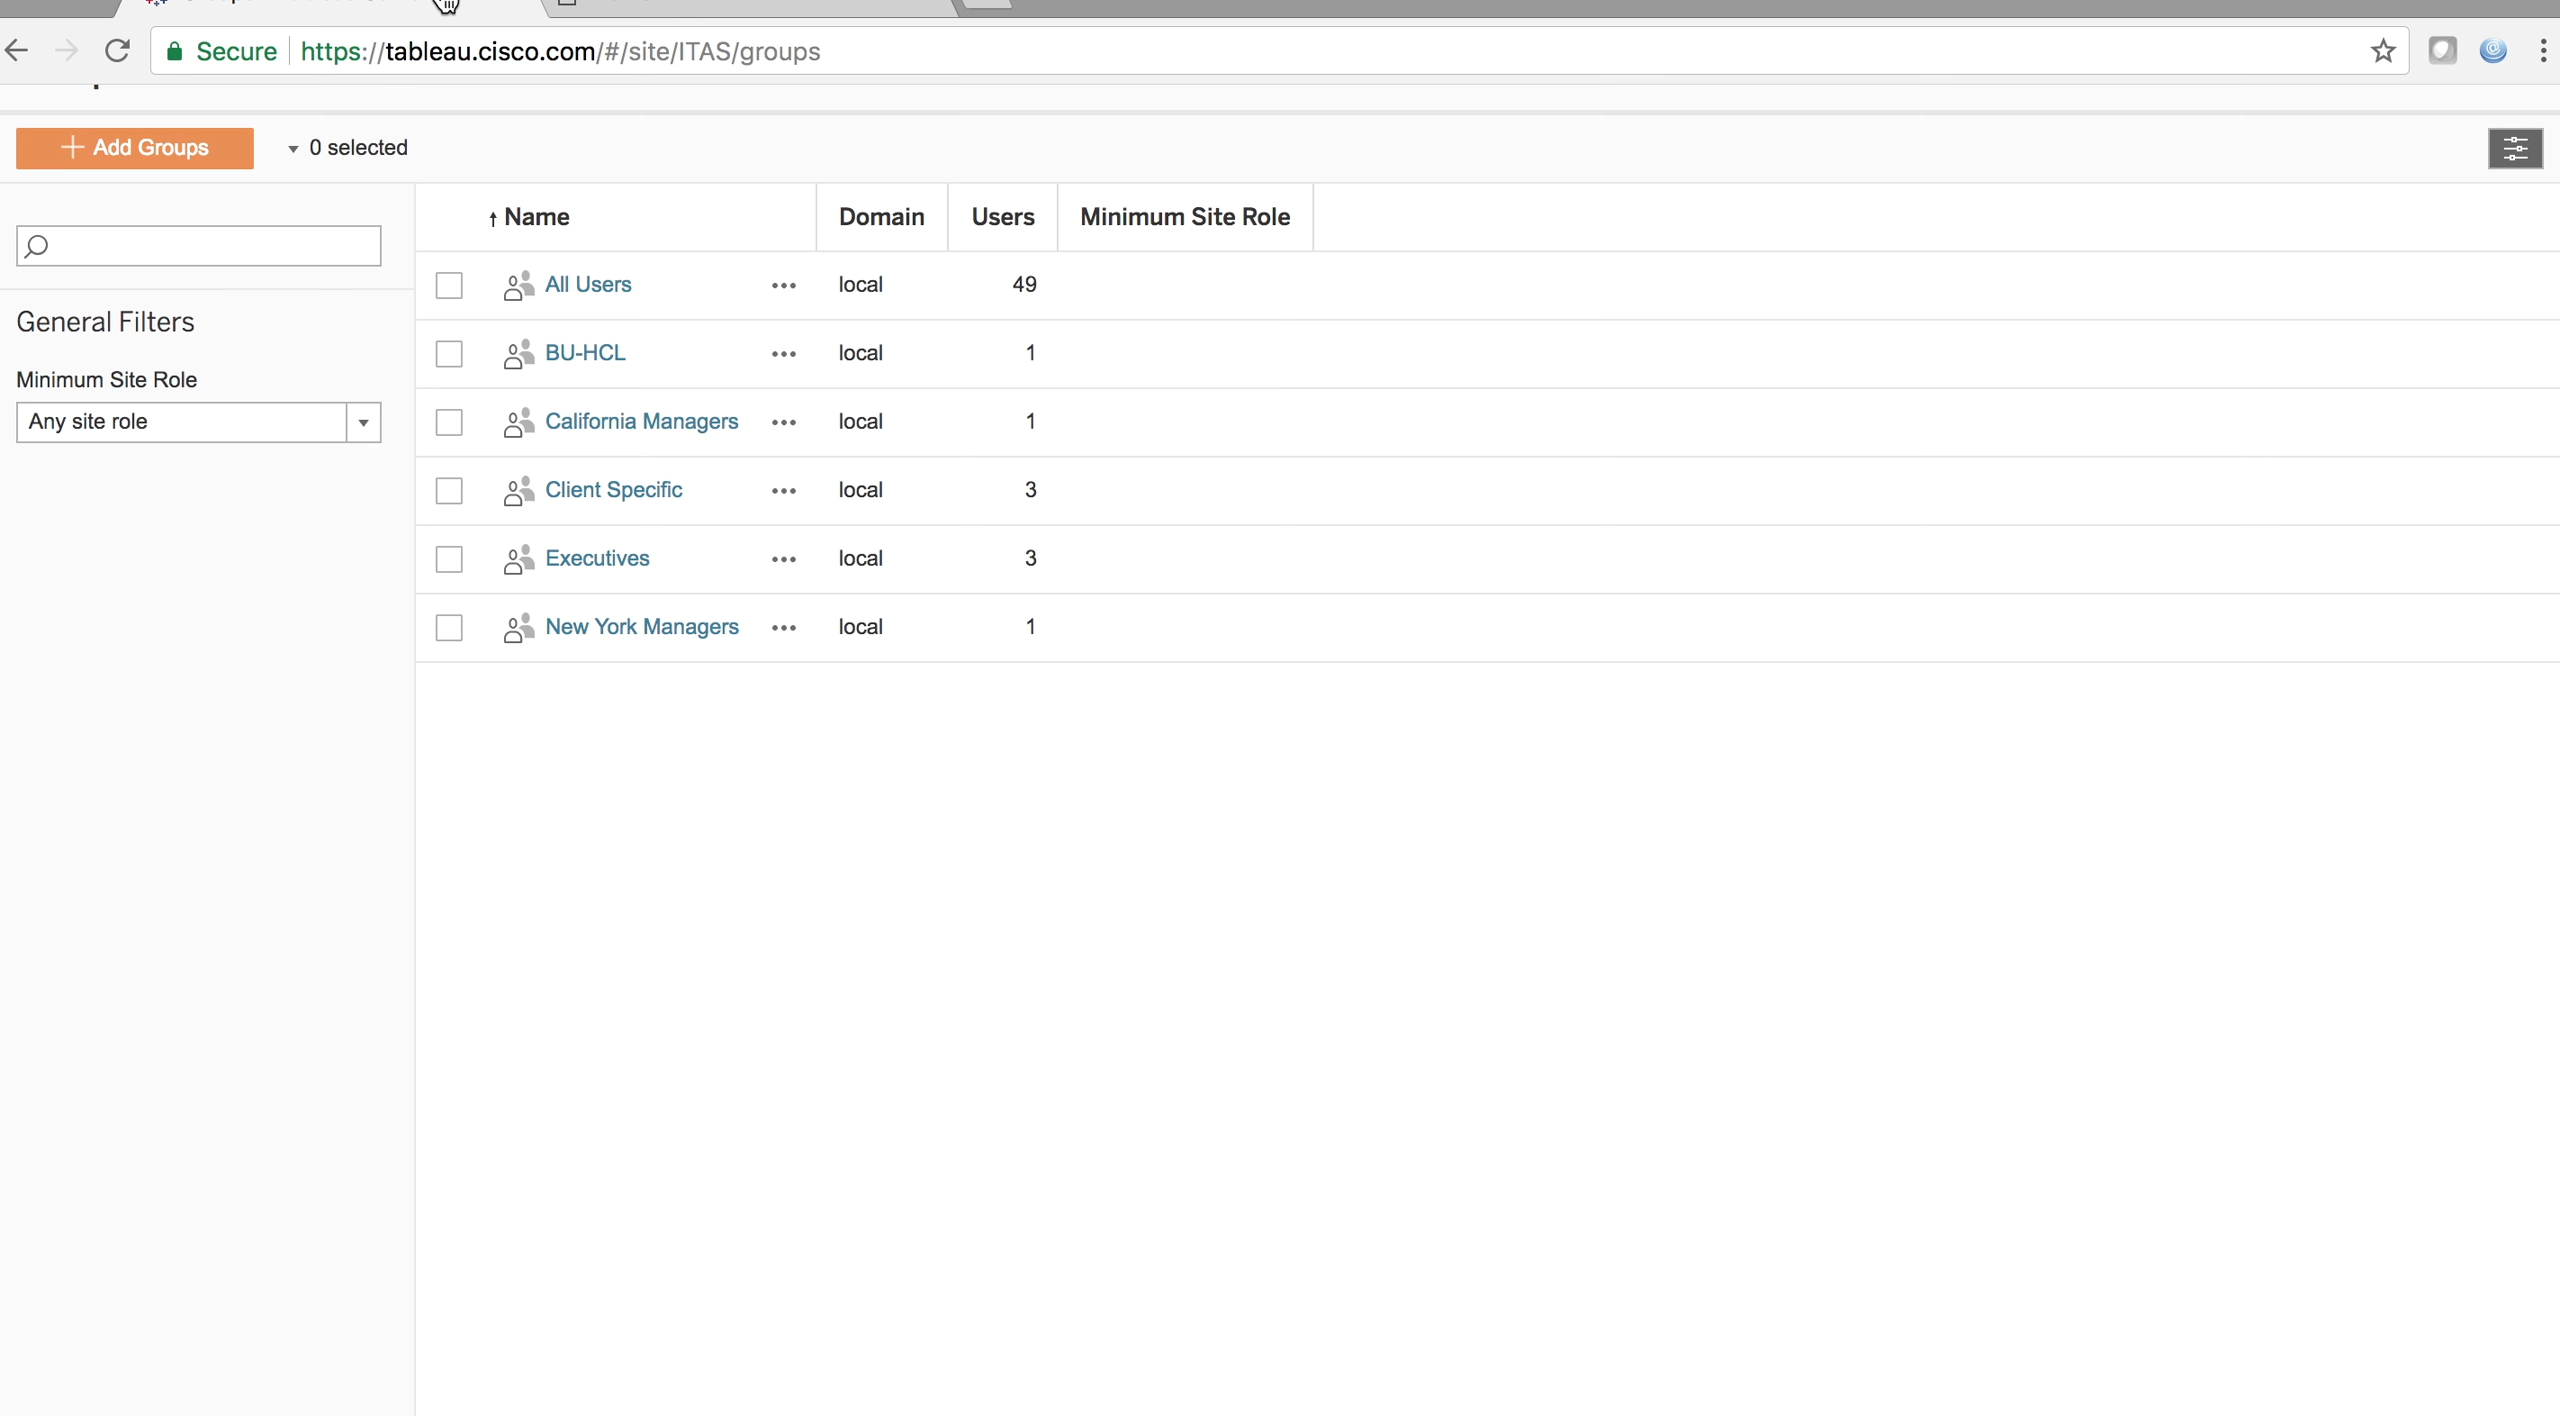 Secure https://tableau.cisco.com/#/site/ITAS/groups
Add Groups 0 selected
Name Domain Users Minimum Site Role
All Users ••• local 49
General Filters
BU-HCL ••• local 1
Minimum Site Role
Any site role
California Managers ••• local 1
Client Specific ••• local 3
Executives ••• local 3
New York Managers ••• local 1